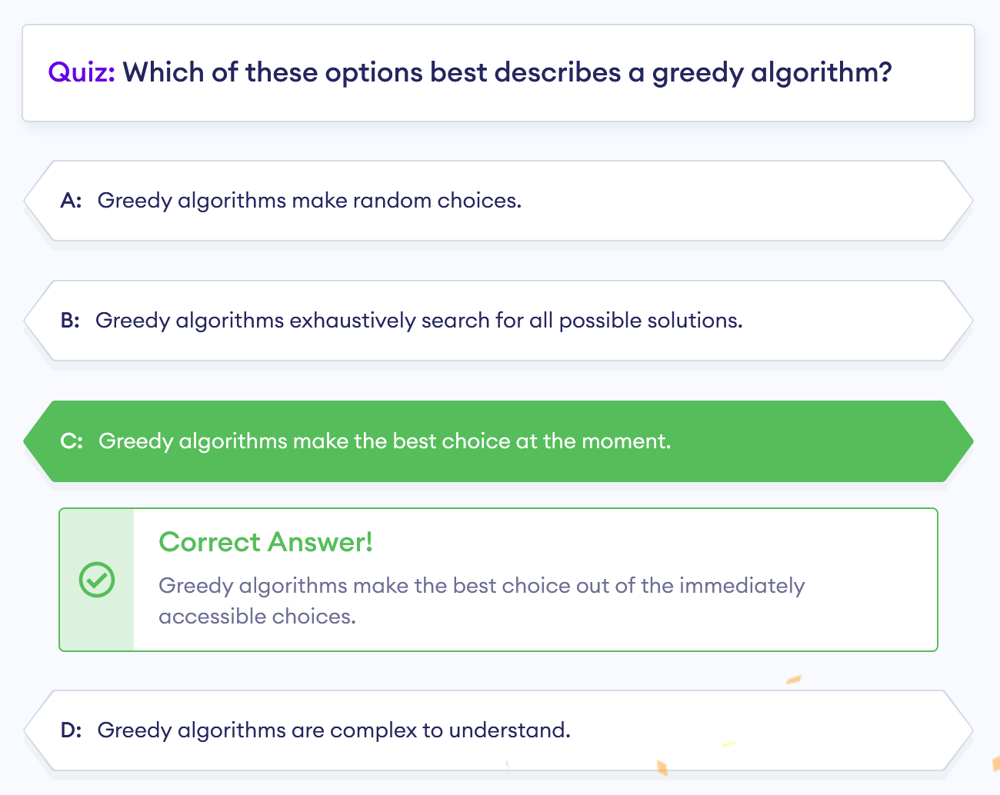 Quiz: Which of these options best describes a greedy algorithm?
A: Greedy algorithms make random choices.
B: Greedy algorithms exhaustively search for all possible solutions.
C: Greedy algorithms make the best choice at the moment.
Correct Answer!
Greedy algorithms make the best choice out of the immediately
accessible choices.
D: Greedy algorithms are complex to understand.